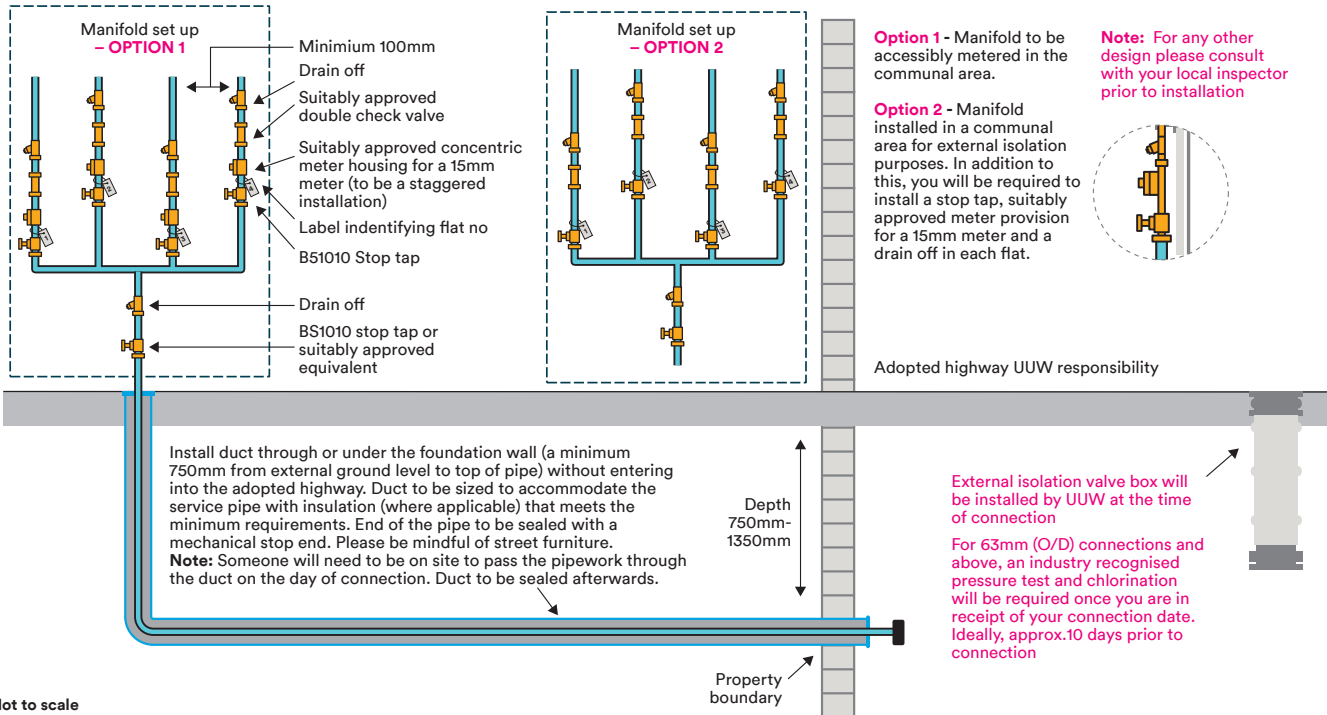 Manifold set up
– OPTION 1
Minimium 100mm
Drain off
Suitably approved
double check valve
Suitably approved concentric
meter housing for a 15mm
meter (to be a staggered
installation)
Label indentifying flat no
B51010 Stop tap
Drain off
BS1010 stop tap or
suitably approved
equivalent
Manifold set up
– OPTION 2
Option 1 - Manifold to be
accessibly metered in the
communal area.
Option 2 - Manifold
installed in a communal
area for external isolation
purposes. In addition to
this, you will be required to
install a stop tap, suitably
approved meter provision
for a 15mm meter and a
drain off in each flat.
Note: For any other
design please consult
with your local inspector
prior to installation
Adopted highway UUW responsibility
Install duct through or under the foundation wall (a minimum
750mm from external ground level to top of pipe) without entering
into the adopted highway. Duct to be sized to accommodate the
service pipe with insulation (where applicable) that meets the
minimum requirements. End of the pipe to be sealed with a
mechanical stop end. Please be mindful of street furniture.
Note: Someone will need to be on site to pass the pipework through
the duct on the day of connection. Duct to be sealed afterwards.
Depth
750mm-
1350mm
External isolation valve box will
be installed by UUW at the time
of connection
For 63mm (O/D) connections and
above, an industry recognised
pressure test and chlorination
will be required once you are in
receipt of your connection date.
Ideally, approx.10 days prior to
connection
Property
boundary
lot to scale